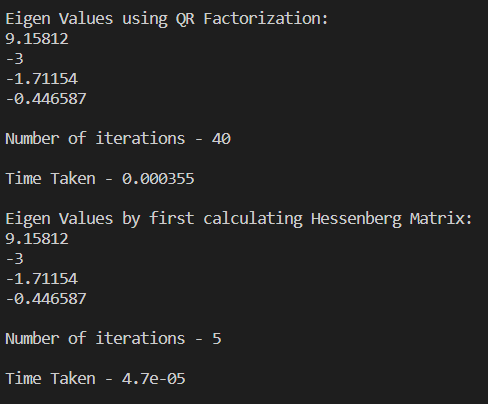 Eigen Values using QR Factorization:
9.15812
-3
-1.71154
-0.446587
Number of iterations - 40
Time Taken - 0.000355
Eigen Values by first calculating Hessenberg Matrix:
9.15812
-3
-1.71154
-0.446587
Number of iterations - 5
Time Taken - 4.7e-05